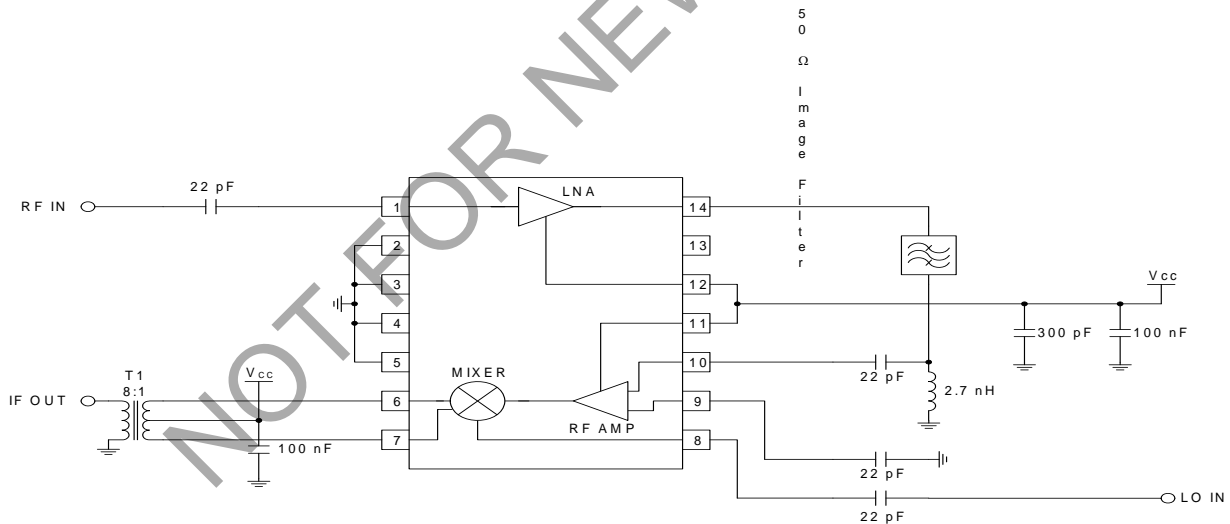 NOT FOR NEW
50 Ω Image Filter
22 pF
LNA
RF IN
1
14
2
13
3
12
Vcc
4
11
300 pF
100 nF
5
10
22 pF
2.7 nH
T1
8:1
Vcc
MIXER
IF OUT
6
9
RF AMP
7
8
100 nF
22 pF
LO IN
22 pF